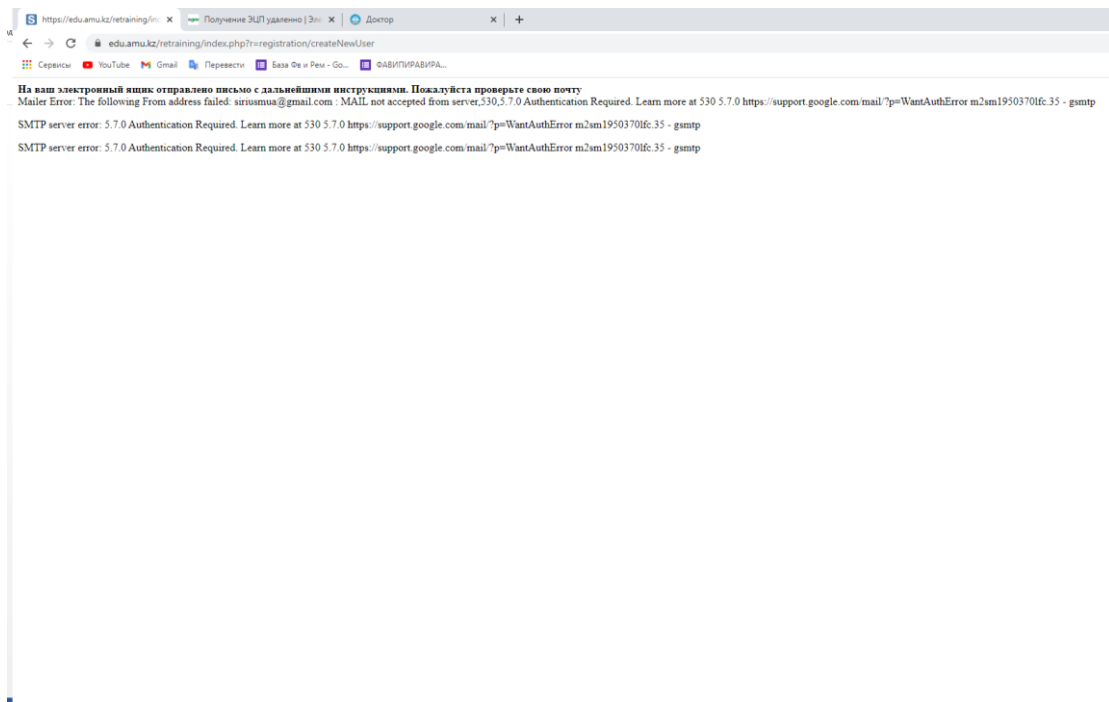 https://edu.amu.kz/retraining/in
Получение ЭЦП удаленно | Эле
Доктор
edu.amu.kz/retraining/index.php?r=registration/createNewUser
Сервисы YouTube Gmail Перевести База Фв и Рем - Go... ФАВИПИРАВИРА...
На ваш электронный ящик отправлено письмо с дальнейшими инструкциями. Пожалуйста проверьте свою почту
Mailer Error: The following From address failed: siriusmua@gmail.com : MAIL not accepted from server,530,5.7.0 Authentication Required. Learn more at 530 5.7.0 https://support.google.com/mail/?p=WantAuthError m2sm1950370lfc.35 - gsmtp
SMTP server error: 5.7.0 Authentication Required. Learn more at 530 5.7.0 https://support.google.com/mail/?p=WantAuthError m2sm1950370lfc.35 - gsmtp
SMTP server error: 5.7.0 Authentication Required. Learn more at 530 5.7.0 https://support.google.com/mail/?p=WantAuthError m2sm1950370lfc.35 - gsmtp